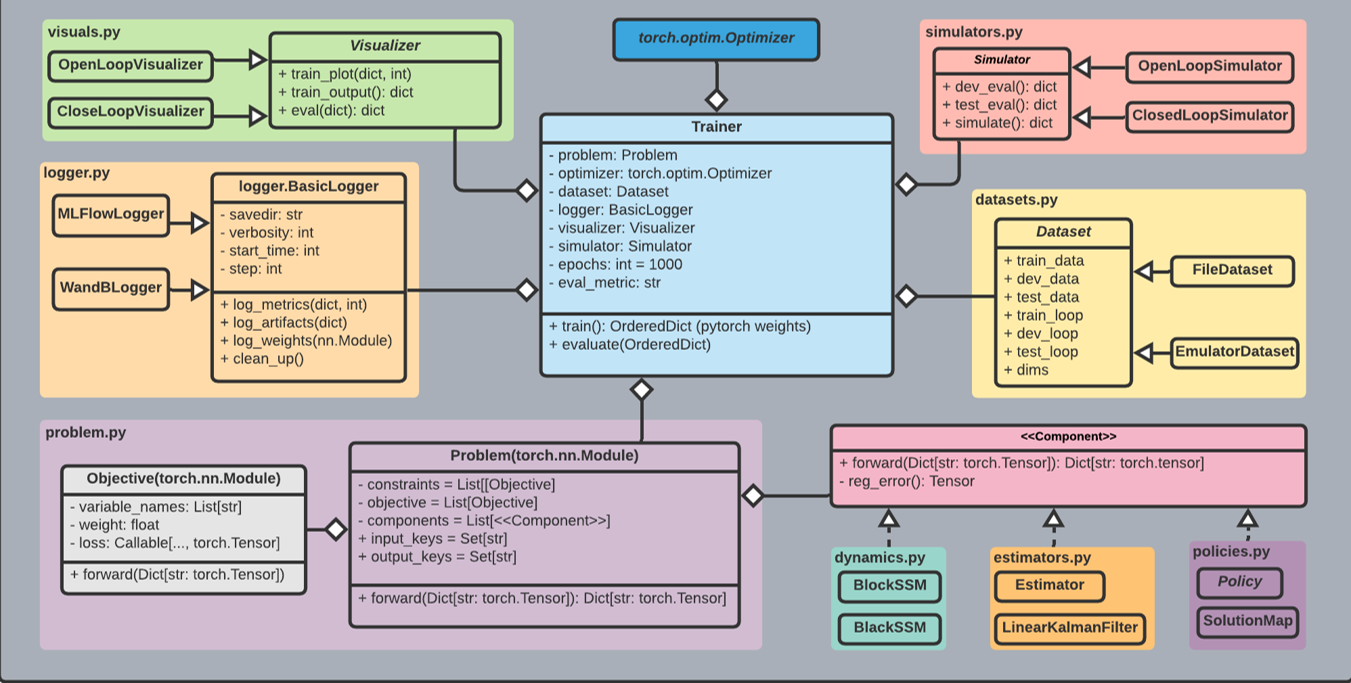 visuals.py
OpenLoopVisualizer
CloseLoopVisualizer
Visualizer
+ train_plot(dict, int)
+ train_output(): dict
+ eval(dict): dict
torch.optim.Optimizer
simulators.py
Simulator
+ dev_eval(): dict
+ test_eval(): dict
+ simulate(): dict
OpenLoopSimulator
ClosedLoopSimulator
logger.py
MLFlowLogger
WandBLogger
logger.BasicLogger
- savedir: str
- verbosity: int
- start_time: int
- step: int
+ log_metrics(dict, int)
+ log_artifacts(dict)
+ log_weights(nn.Module)
+ clean_up()
Trainer
- problem: Problem
- optimizer: torch.optim.Optimizer
- dataset: Dataset
- logger: BasicLogger
- visualizer: Visualizer
- simulator: Simulator
- epochs: int = 1000
- eval_metric: str
+ train(): OrderedDict (pytorch weights)
+ evaluate(OrderedDict)
datasets.py
Dataset
+ train_data
+ dev_data
+ test_data
+ train_loop
+ dev_loop
+ test_loop
+ dims
FileDataset
EmulatorDataset
problem.py
Objective(torch.nn.Module)
- variable_names: List[str]
- weight: float
- loss: Callable[..., torch.Tensor]
+ forward(Dict[str: torch.Tensor])
Problem(torch.nn.Module)
- constraints = List[[Objective]
- objective = List[Objective]
- components = List[<<Component>>]
+ input_keys = Set[str]
+ output_keys = Set[str]
+ forward(Dict[str: torch.Tensor]): Dict[str: torch.Tensor]
<<Component>>
+ forward(Dict[str: torch.Tensor]): Dict[str: torch.tensor]
- reg_error(): Tensor
dynamics.py
BlockSSM
BlackSSM
estimators.py
Estimator
LinearKalmanFilter
policies.py
Policy
SolutionMap